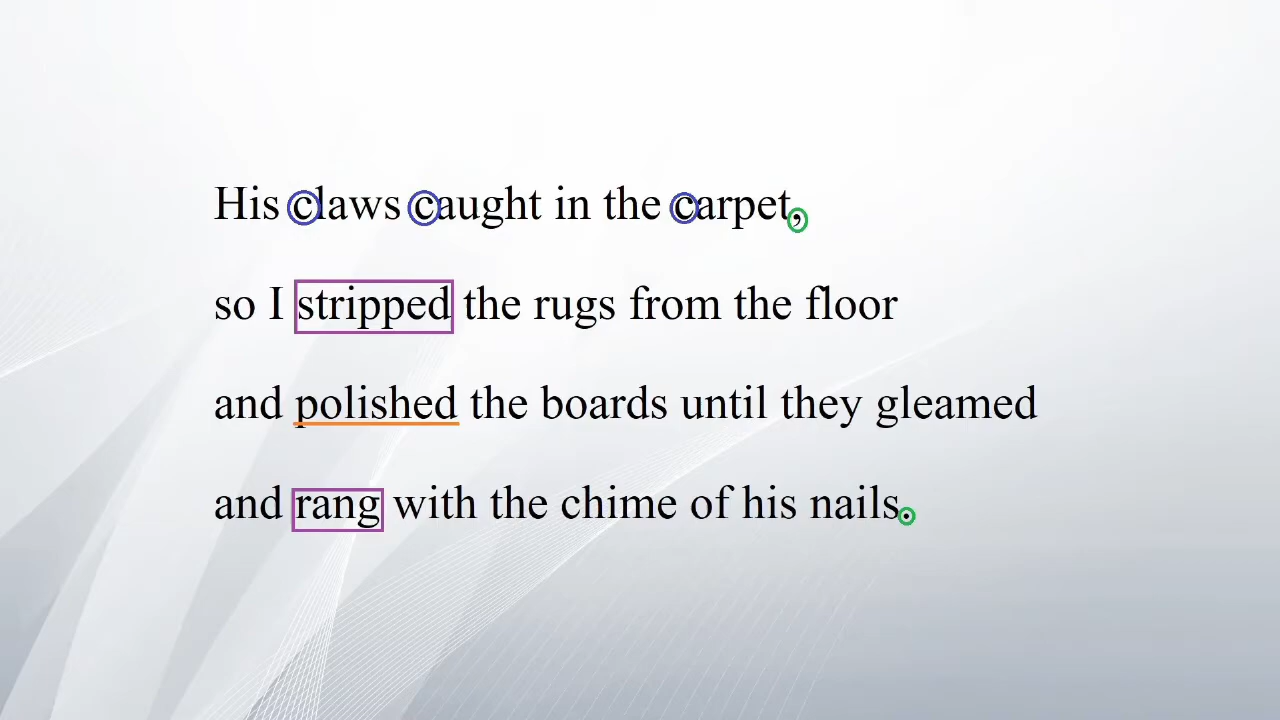 His claws caught in the carpet,
so I stripped the rugs from the floor
and polished the boards until they gleamed
and rang with the chime of his nails.